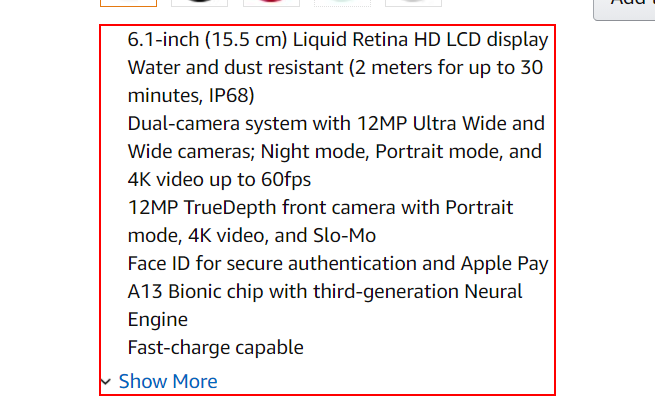 6.1-inch (15.5 cm) Liquid Retina HD LCD display
Water and dust resistant (2 meters for up to 30
minutes, IP68)
Dual-camera system with 12MP Ultra Wide and
Wide cameras; Night mode, Portrait mode, and
4K video up to 60fps
12MP TrueDepth front camera with Portrait
mode, 4K video, and Slo-Mo
Face ID for secure authentication and Apple Pay
A13 Bionic chip with third-generation Neural
Engine
Fast-charge capable
Show More